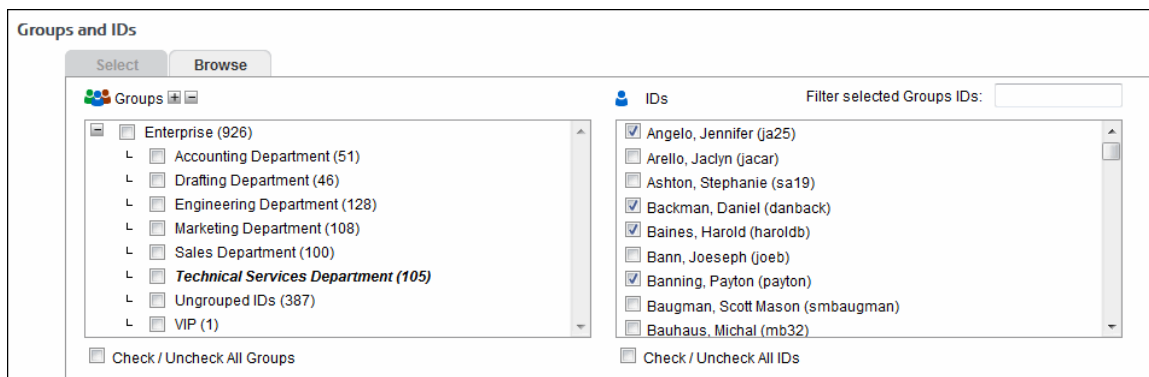 Groups and IDs
Select Browse
Groups
Enterprise (926)
Accounting Department (51)
Drafting Department (46)
Engineering Department (128)
Marketing Department (108)
Sales Department (100)
Technical Services Department (105)
Ungrouped IDs (387)
VIP (1)
Check / Uncheck All Groups
IDs Filter selected Groups IDs:
Angelo, Jennifer (ja25)
Arello, Jaclyn (jacar)
Ashton, Stephanie (sa19)
Backman, Daniel (danback)
Baines, Harold (haroldb)
Bann, Joeseph (joeb)
Banning, Payton (payton)
Baugman, Scott Mason (smbaugman)
Bauhaus, Michal (mb32)
Check / Uncheck All IDs